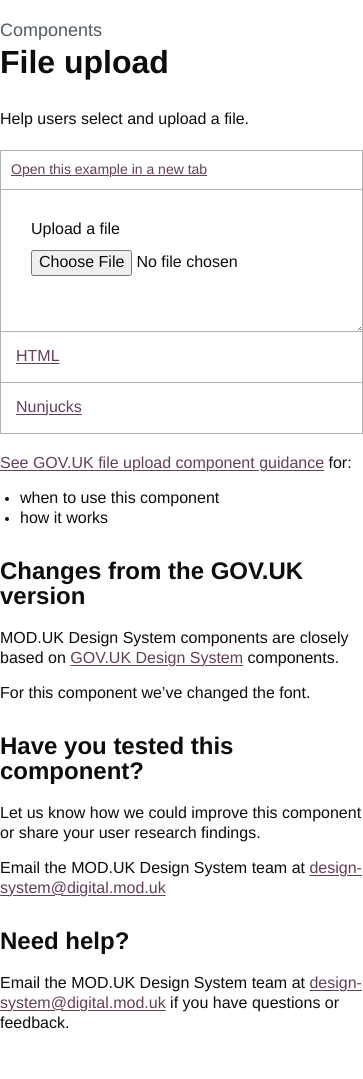 Components
File upload
Help users select and upload a file.
Open this example in a new tab
Upload a file
Choose File No file chosen
HTML
Nunjucks
See GOV.UK file upload component guidance for:
• when to use this component
• how it works
Changes from the GOV.UK
version
MOD.UK Design System components are closely
based on GOV.UK Design System components.
For this component we’ve changed the font.
Have you tested this
component?
Let us know how we could improve this component
or share your user research findings.
Email the MOD.UK Design System team at design-
system@digital.mod.uk
Need help?
Email the MOD.UK Design System team at design-
system@digital.mod.uk if you have questions or
feedback.